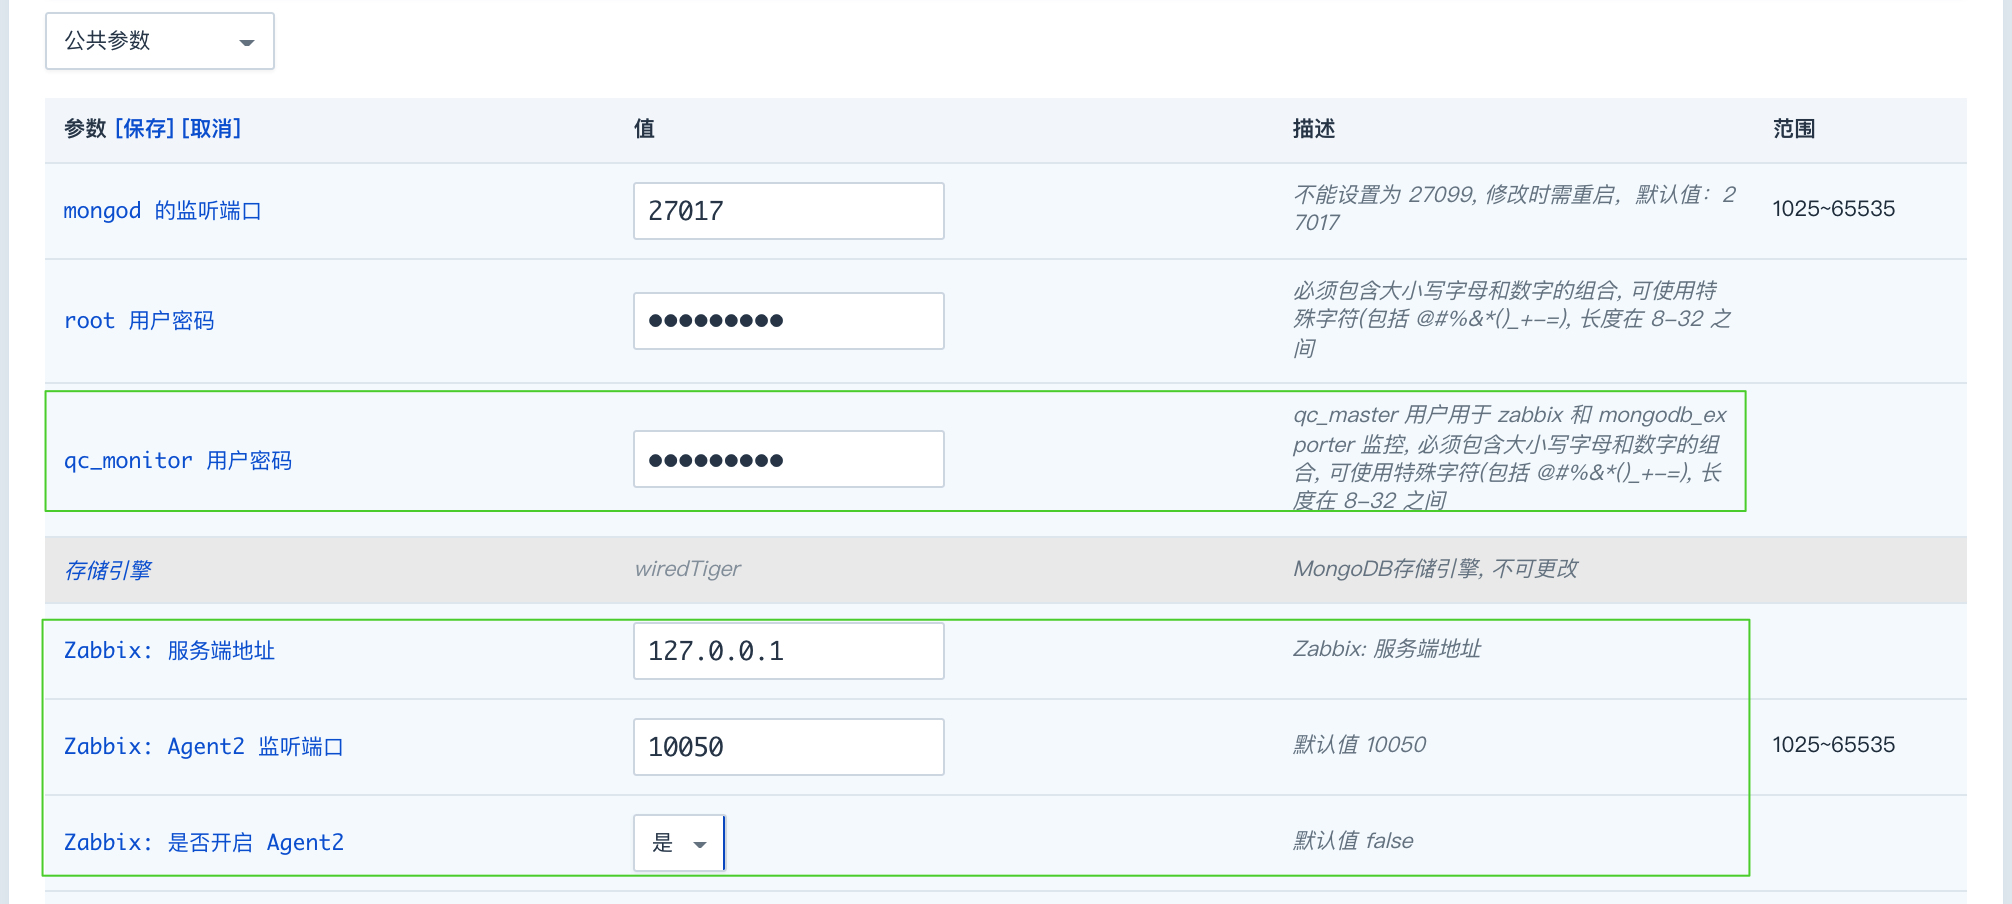 公共参数
参数 [保存] [取消] 值 描述 范围
mongod 的监听端口 27017 不能设置为 27099, 修改时需重启，默认值：2
7017 1025~65535
root 用户密码 ●●●●●●●●● 必须包含大小写字母和数字的组合, 可使用特
殊字符(包括 @#%&*()_+-=), 长度在 8-32 之
间
qc_monitor 用户密码 ●●●●●●●●● qc_master 用户用于 zabbix 和 mongodb_ex
porter 监控, 必须包含大小写字母和数字的组
合, 可使用特殊字符(包括 @#%&*()_+-=), 长
度在 8-32 之间
存储引擎 wiredTiger MongoDB存储引擎, 不可更改
Zabbix: 服务端地址 127.0.0.1 Zabbix: 服务端地址
Zabbix: Agent2 监听端口 10050 默认值 10050 1025~65535
Zabbix: 是否开启 Agent2 是 默认值 false